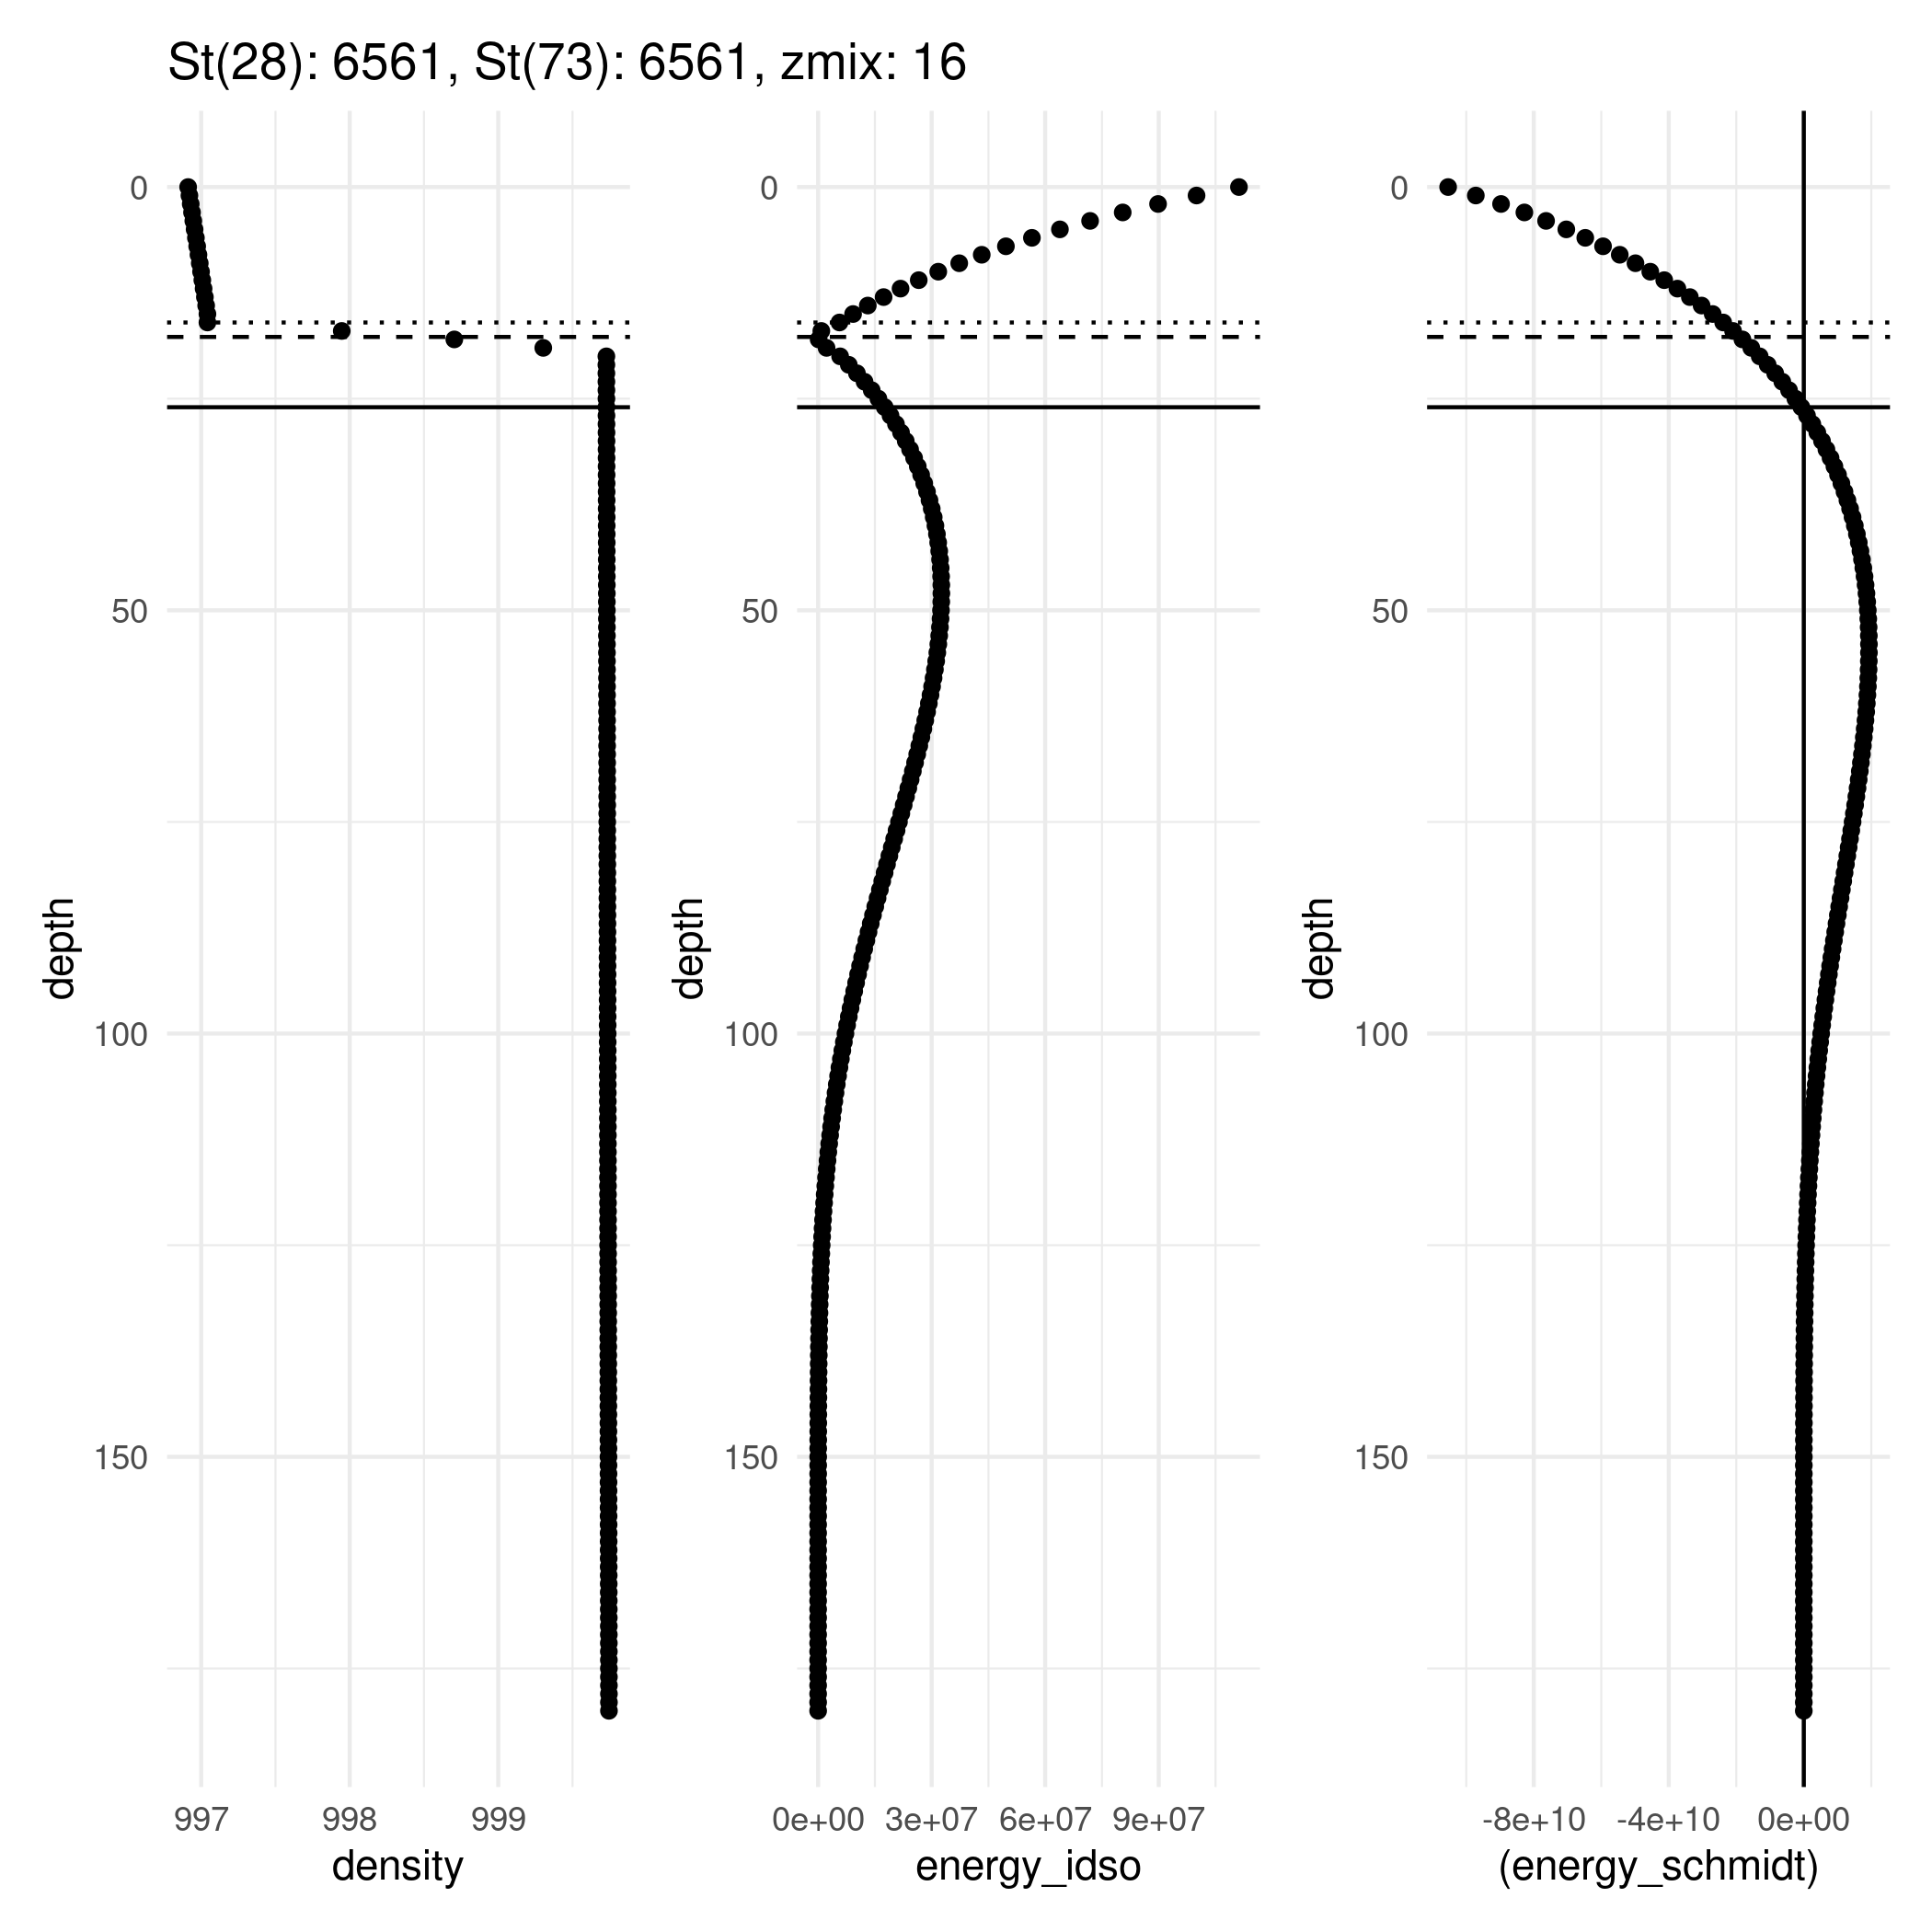 St(28): 6561, St(73): 6561, zmix: 16
0
50
100
150
depth
997 998 999
density
0
50
100
150
depth
0e+00 3e+07 6e+07 9e+07
energy_idso
0
50
100
150
depth
-8e+10 -4e+10 0e+00
(energy_schmidt)